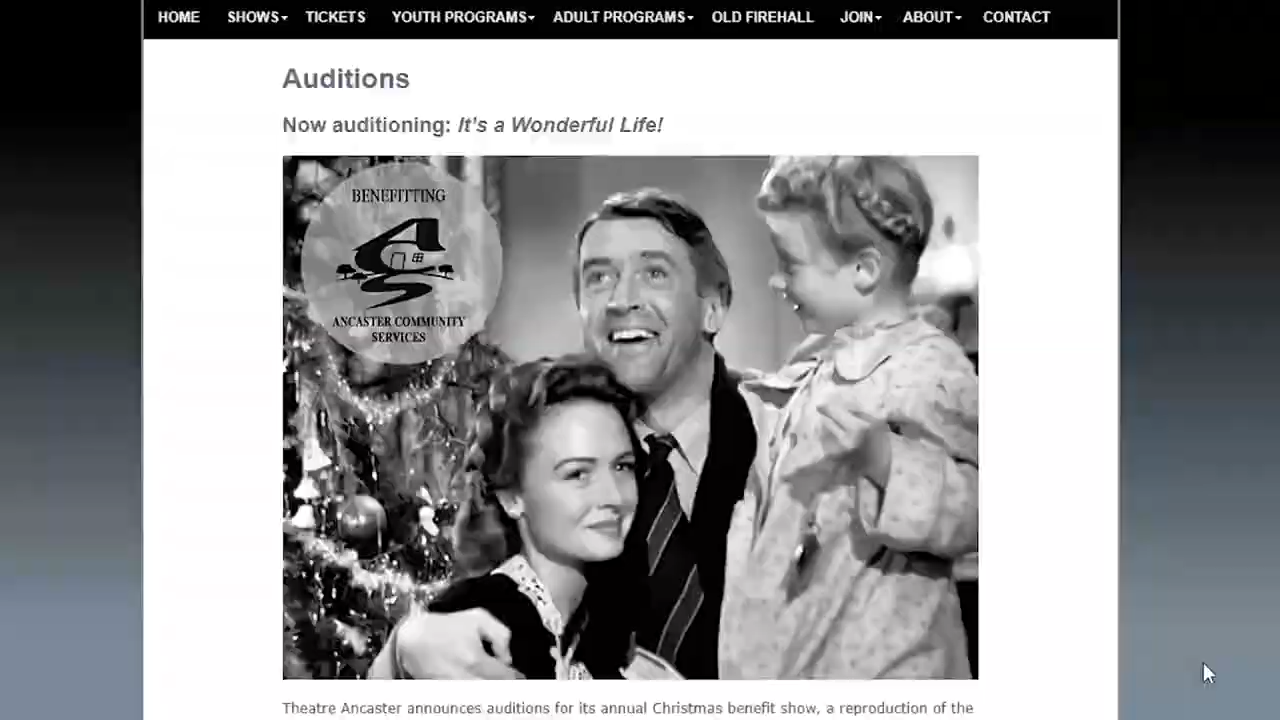 HOME SHOWS TICKETS YOUTH PROGRAMS ADULT PROGRAMS OLD FIREHALL JOIN ABOUT CONTACT
Auditions
Now auditioning: It's a Wonderful Life!
BENEFITTING
ACS
ANCASTER COMMUNITY
SERVICES
Theatre Ancaster announces auditions for its annual Christmas benefit show, a reproduction of the